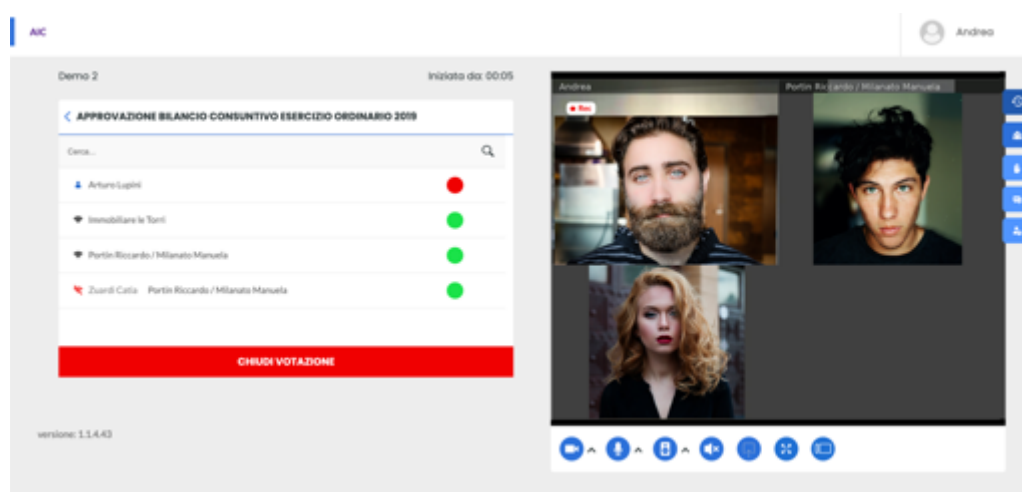 AIC
Andrea
Demo 2
Iniziata da: 00:05
APPROVAZIONE BILANCIO CONSUNTIVO ESERCIZIO ORDINARIO 2019
Cerca...
Arturo Lupini
Immobiliare le Torri
Portin Riccardo / Milanato Manuela
Zuardi Catia Portin Riccardo / Milanato Manuela
CHIUDI VOTAZIONE
versione: 1.1.4.43
Andrea
Portin Riccardo / Milanato Manuela
Rec